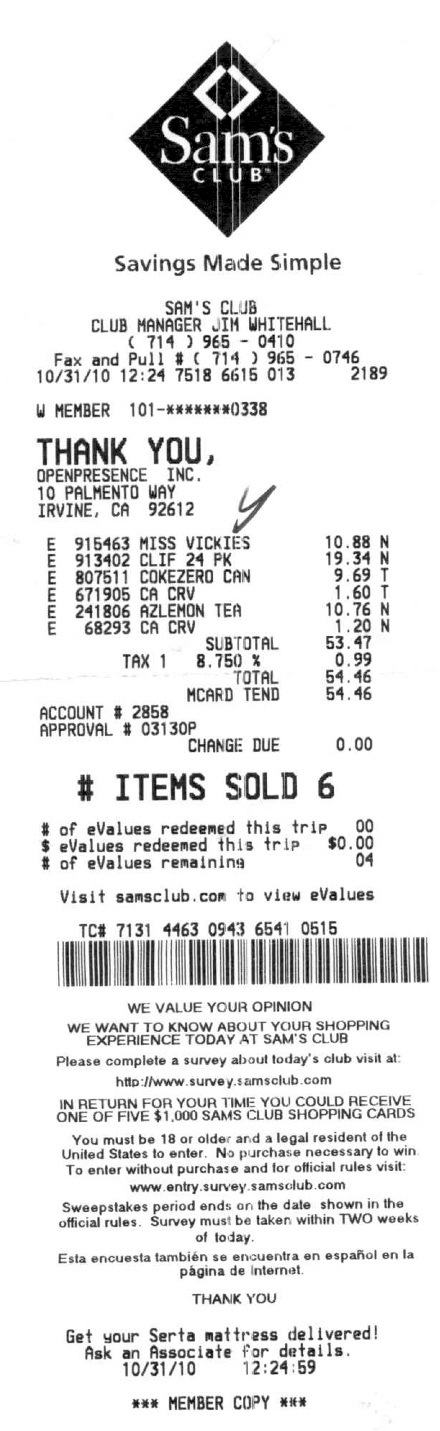 Sam's
CLUB
Savings Made Simple
SAM'S CLUB
CLUB MANAGER JIM WHITEHALL
( 714 ) 965 - 0410
Fax and Pull # ( 714 ) 965 - 0746
10/31/10 12:24 7518 6615 013 2189
W MEMBER 101-*******0338
THANK YOU,
OPENPRESENCE INC.
10 PALMENTO WAY
IRVINE, CA 92612
E 915463 MISS VICKIES 10.88 N
E 913402 CLIF 24 PK 19.34 N
E 807511 COKEZERO CAN 9.69 T
E 671905 CA CRV 1.60 T
E 241806 AZLEMON TEA 10.76 N
E 68293 CA CRV 1.20 N
SUBTOTAL 53.47
TAX 1 8.750 % 0.99
TOTAL 54.46
MCARD TEND 54.46
ACCOUNT # 2858
APPROVAL # 03130P
CHANGE DUE 0.00
# ITEMS SOLD 6
# of eValues redeemed this trip 00
$ eValues redeemed this trip $0.00
# of eValues remaining 04
Visit samsclub.com to view eValues
TC# 7131 4463 0943 6541 0515
WE VALUE YOUR OPINION
WE WANT TO KNOW ABOUT YOUR SHOPPING
EXPERIENCE TODAY AT SAM'S CLUB
Please complete a survey about today's club visit at:
http://www.survey.samsclub.com
IN RETURN FOR YOUR TIME YOU COULD RECEIVE
ONE OF FIVE $1,000 SAMS CLUB SHOPPING CARDS
You must be 18 or older and a legal resident of the
United States to enter. No purchase necessary to win.
To enter without purchase and for official rules visit:
www.entry.survey.samsclub.com
Sweepstakes period ends on the date shown in the
official rules. Survey must be taken within TWO weeks
of today.
Esta encuesta también se encuentra en español en la
página de Internet.
THANK YOU
Get your Serta mattress delivered!
Ask an Associate for details.
10/31/10 12:24:59
*** MEMBER COPY ***